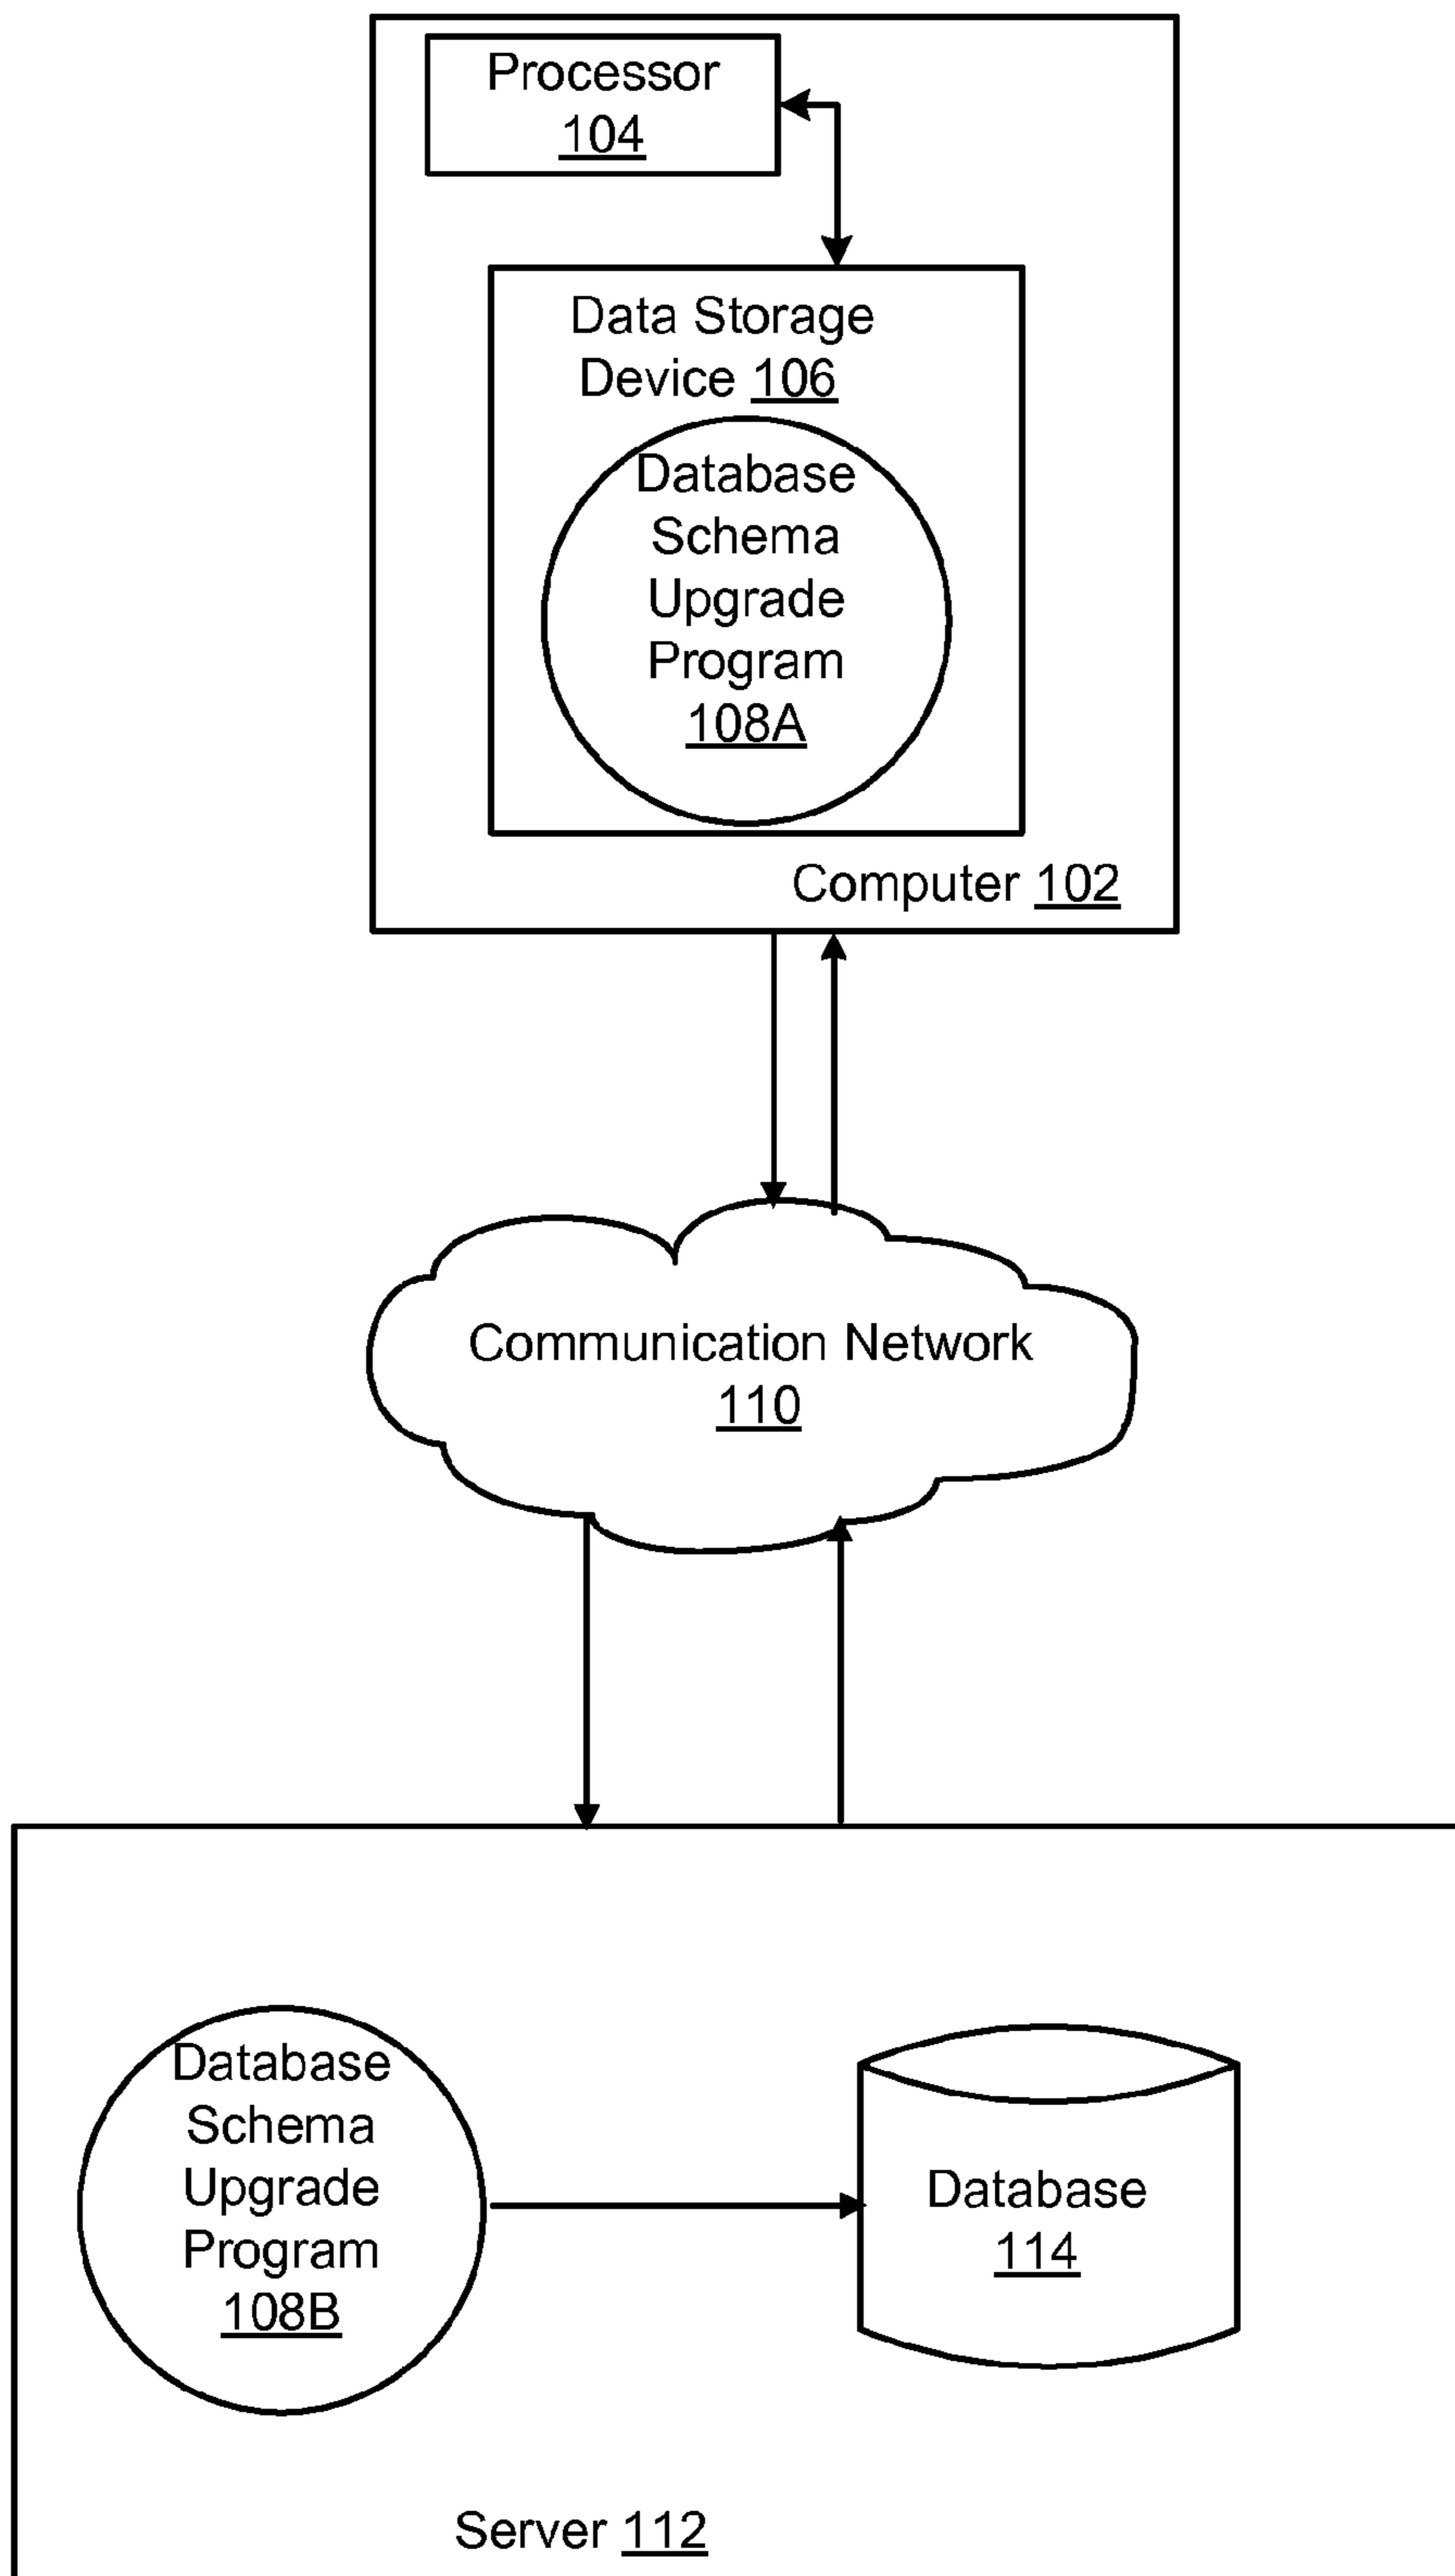 Processor
104
Data Storage
Device 106
Database
Schema
Upgrade
Program
108A
Computer 102
Communication Network
110
Database
Schema
Upgrade
Program
108B
Database
114
Server 112